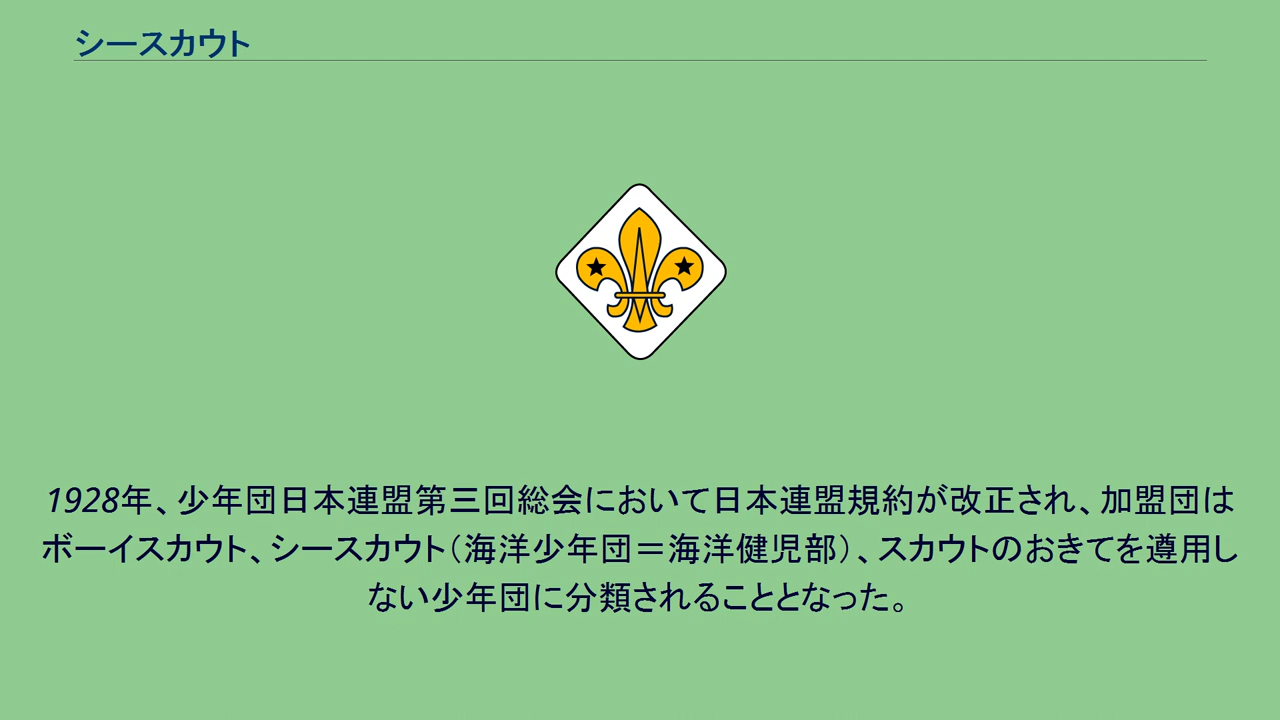 シースカウト
1928年、少年団日本連盟第三回総会において日本連盟規約が改正され、加盟団は
ボーイスカウト、シースカウト（海洋少年団＝海洋健児部）、スカウトのおきてを遵用し
ない少年団に分類されることとなった。